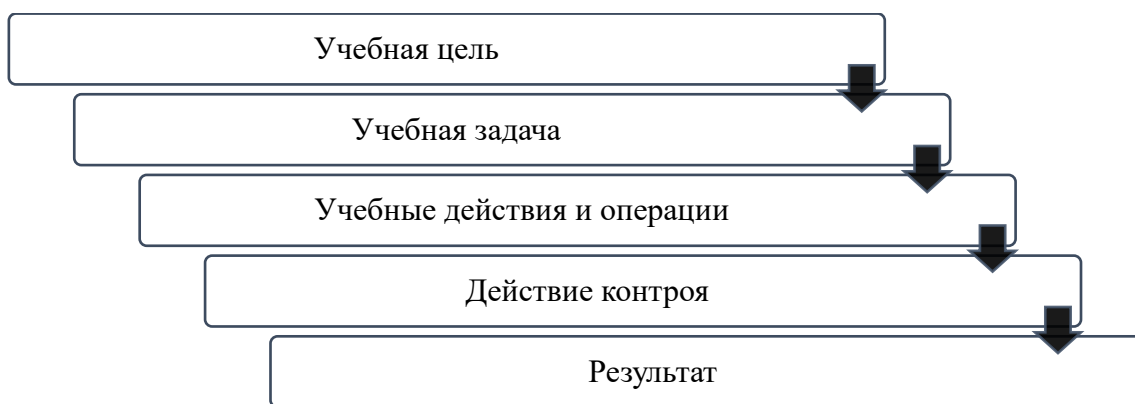 Учебная цель
Учебная задача
Учебные действия и операции
Действие контроя
Результат